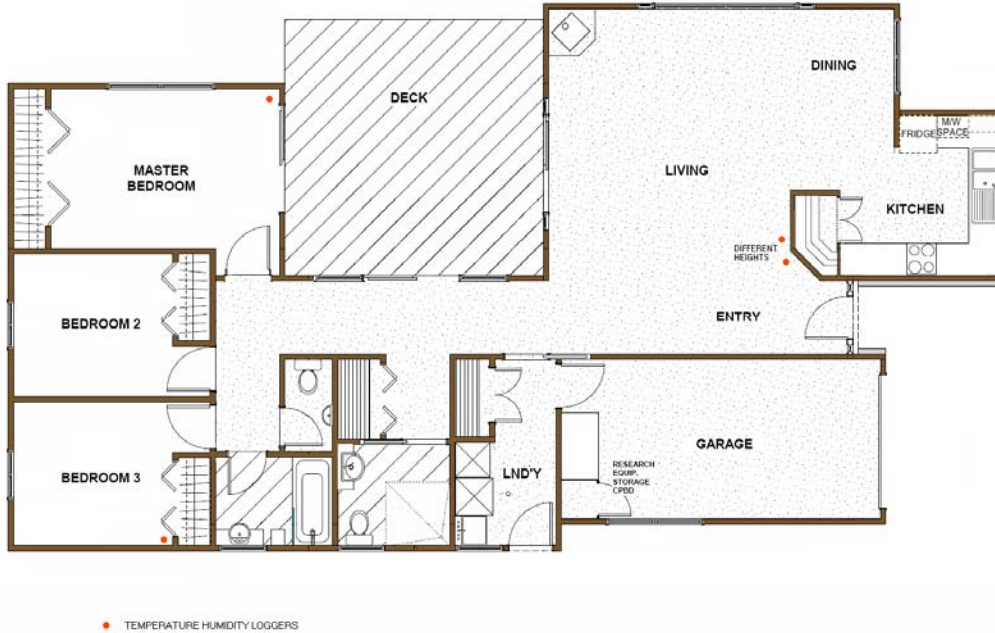 DINING
DECK
M/W
FRIDGE SPACE
MASTER
BEDROOM
LIVING
KITCHEN
DIFFERENT
HEIGHTS
BEDROOM 2
ENTRY
GARAGE
BEDROOM 3
LND'Y
RESEARCH
EQUIP.
STORAGE
CPBD
TEMPERATURE HUMIDITY LOGGERS